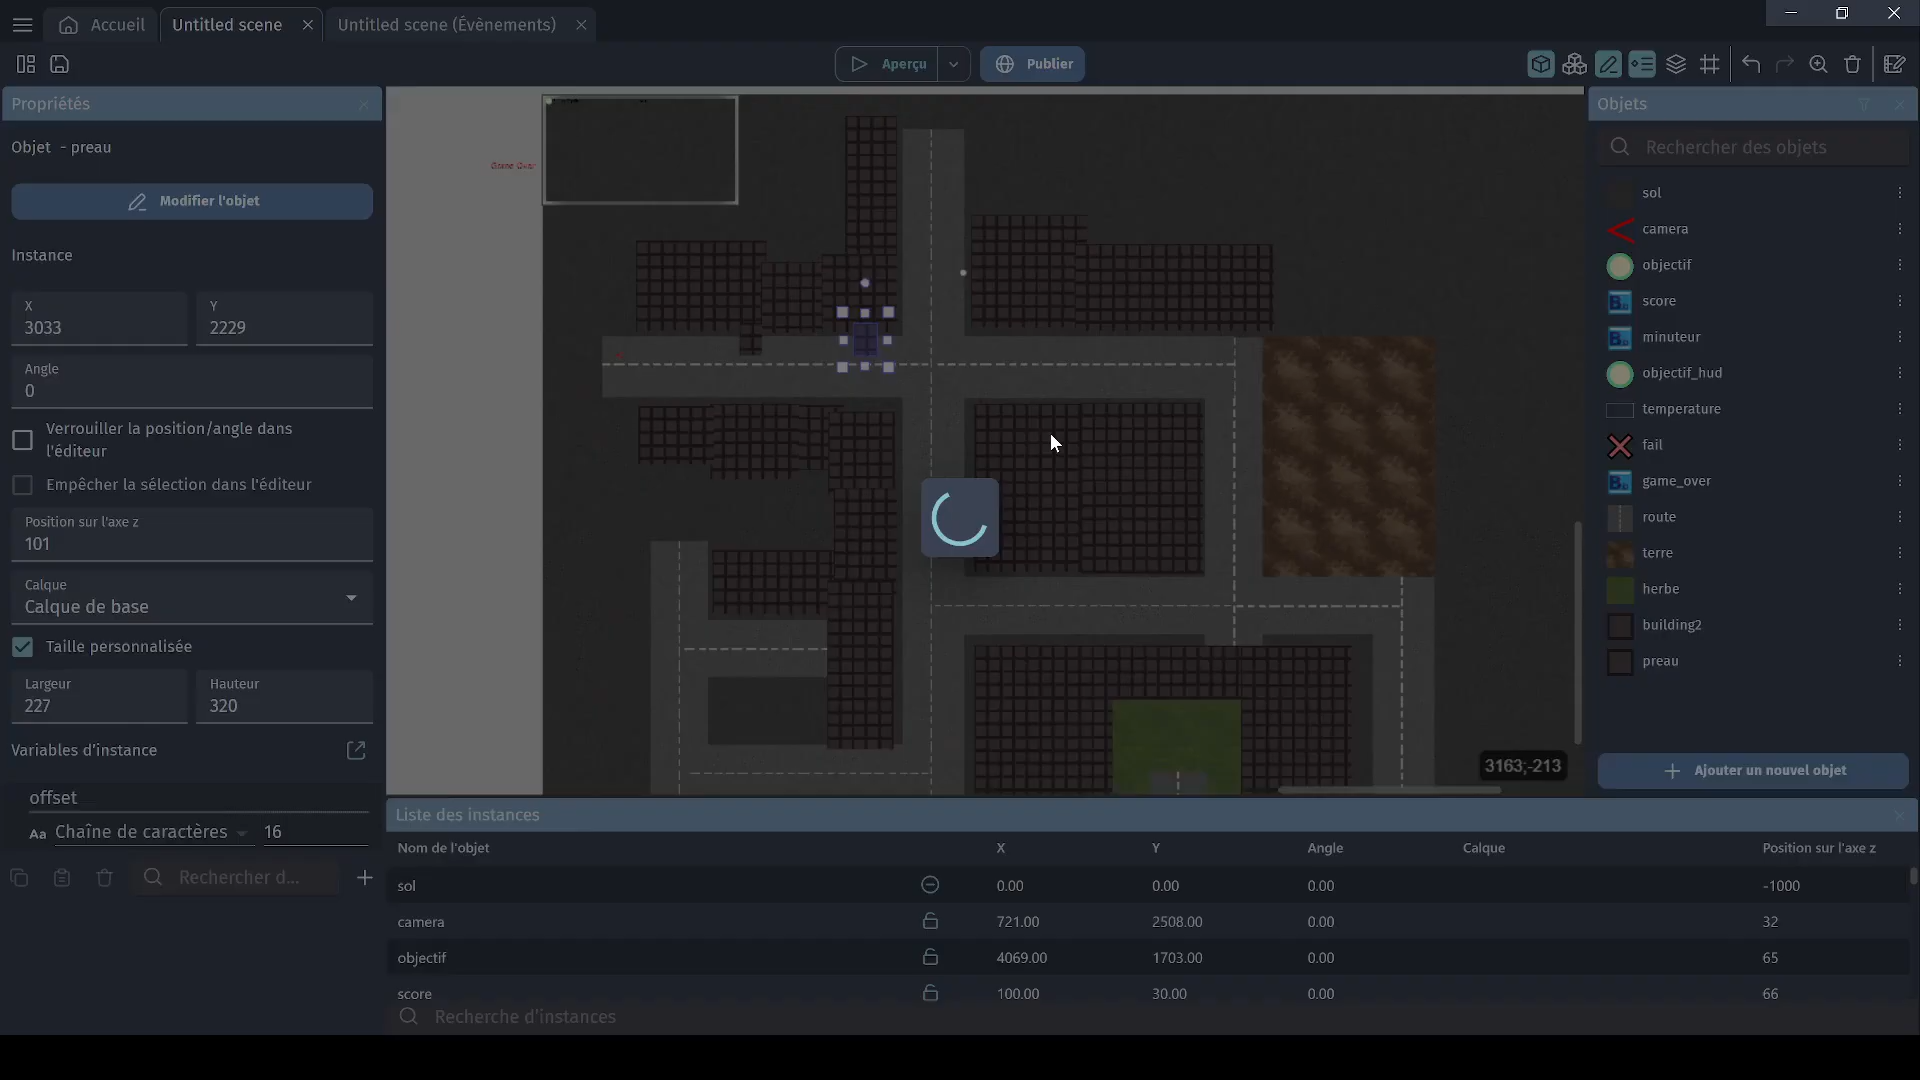 Accueil
Untitled scene
Untitled scene (Évènements)
Aperçu
Publier
Propriétés
Objet - preau
Modifier l'objet
Instance
X
3033
Y
2229
Angle
0
Verrouiller la position/angle dans
l'éditeur
Empêcher la sélection dans l'éditeur
Position sur l'axe z
101
Calque
Calque de base
Taille personnalisée
Largeur
227
Hauteur
320
Variables d'instance
offset
Aa Chaîne de caractères 16
Rechercher d...
Game Over
3163;-213
Objets
Rechercher des objets
sol
camera
objectif
score
minuteur
objectif_hud
temperature
fail
game_over
route
terre
herbe
building2
preau
Ajouter un nouvel objet
Liste des instances
Nom de l'objet X Y Angle Calque Position sur l'axe z
sol 0.00 0.00 0.00 -1000
camera 721.00 2508.00 0.00 32
objectif 4069.00 1703.00 0.00 65
score 100.00 30.00 0.00 66
Recherche d'instances